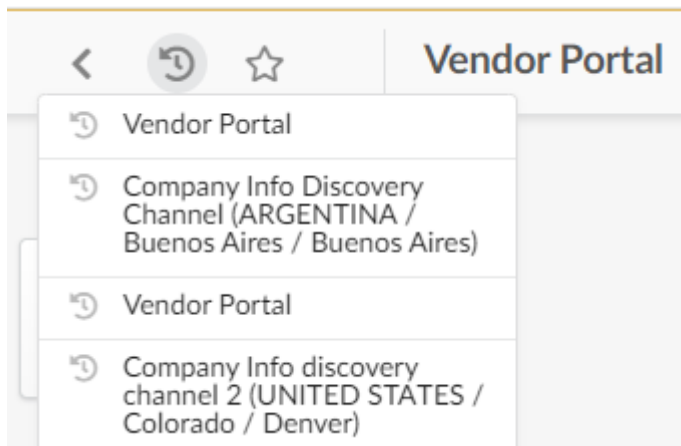 Vendor Portal
Vendor Portal
Company Info Discovery
Channel (ARGENTINA /
Buenos Aires / Buenos Aires)
Vendor Portal
Company Info discovery
channel 2 (UNITED STATES /
Colorado / Denver)